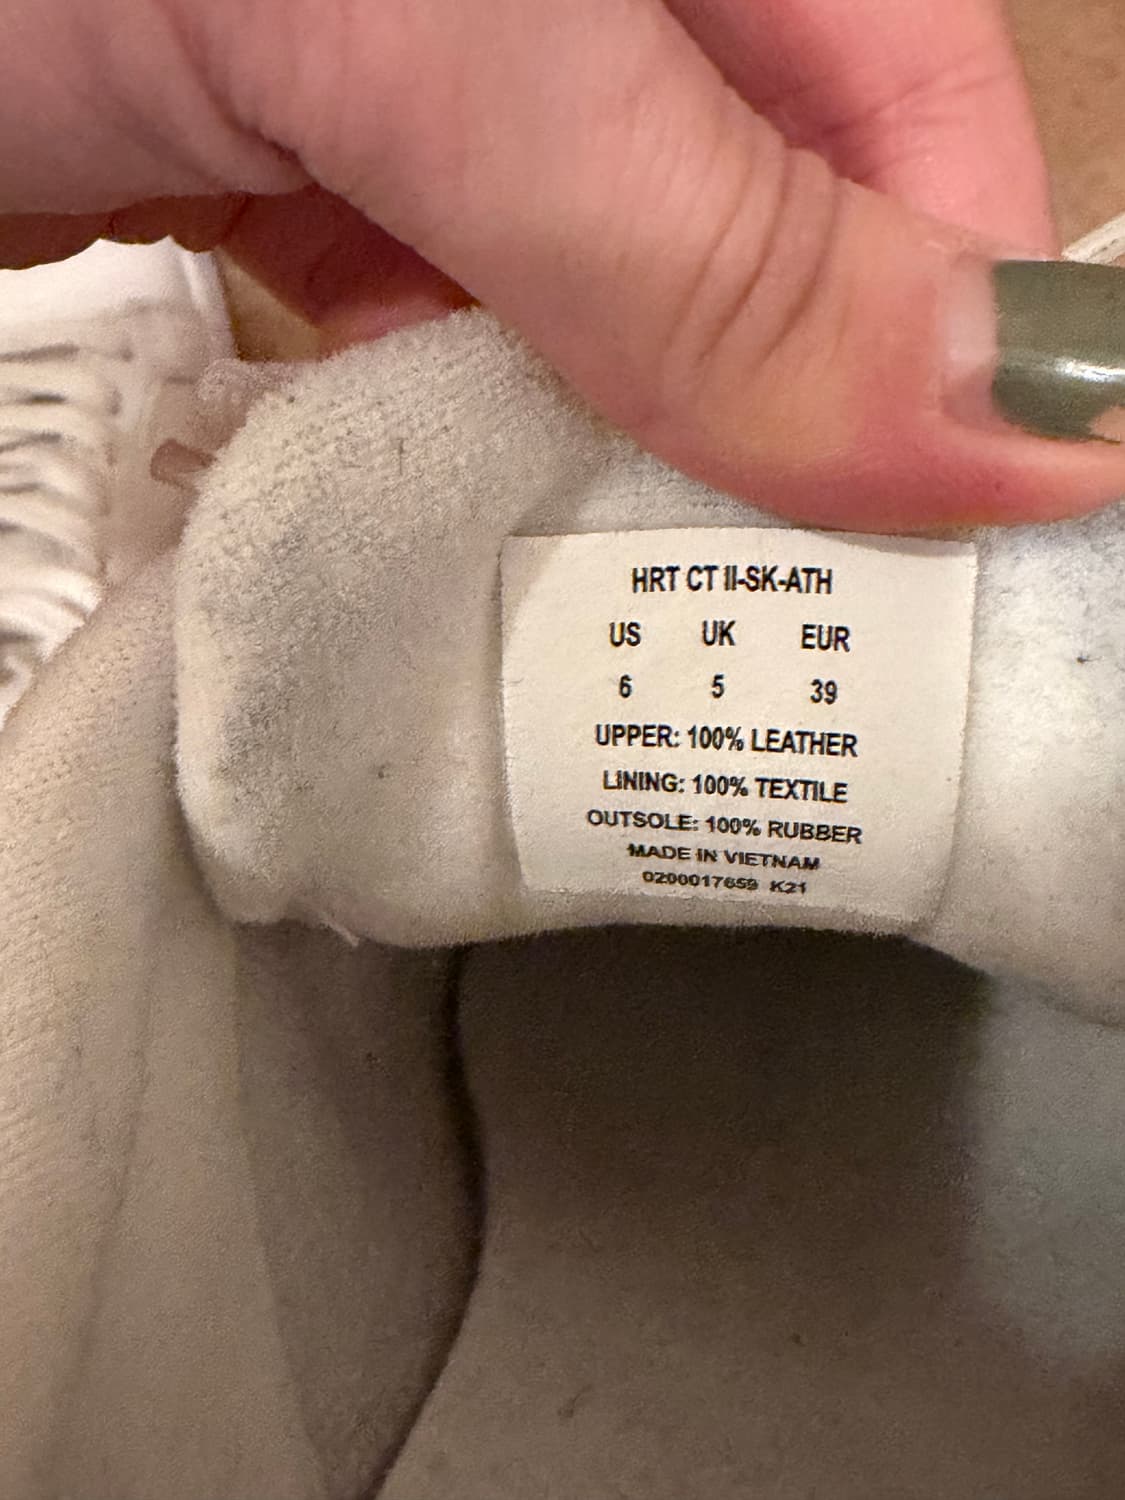 HRT CT II-SK-ATH
US UK EUR
6 5 39
UPPER: 100% LEATHER
LINING: 100% TEXTILE
OUTSOLE: 100% RUBBER
MADE IN VIETNAM
0200017659 K21